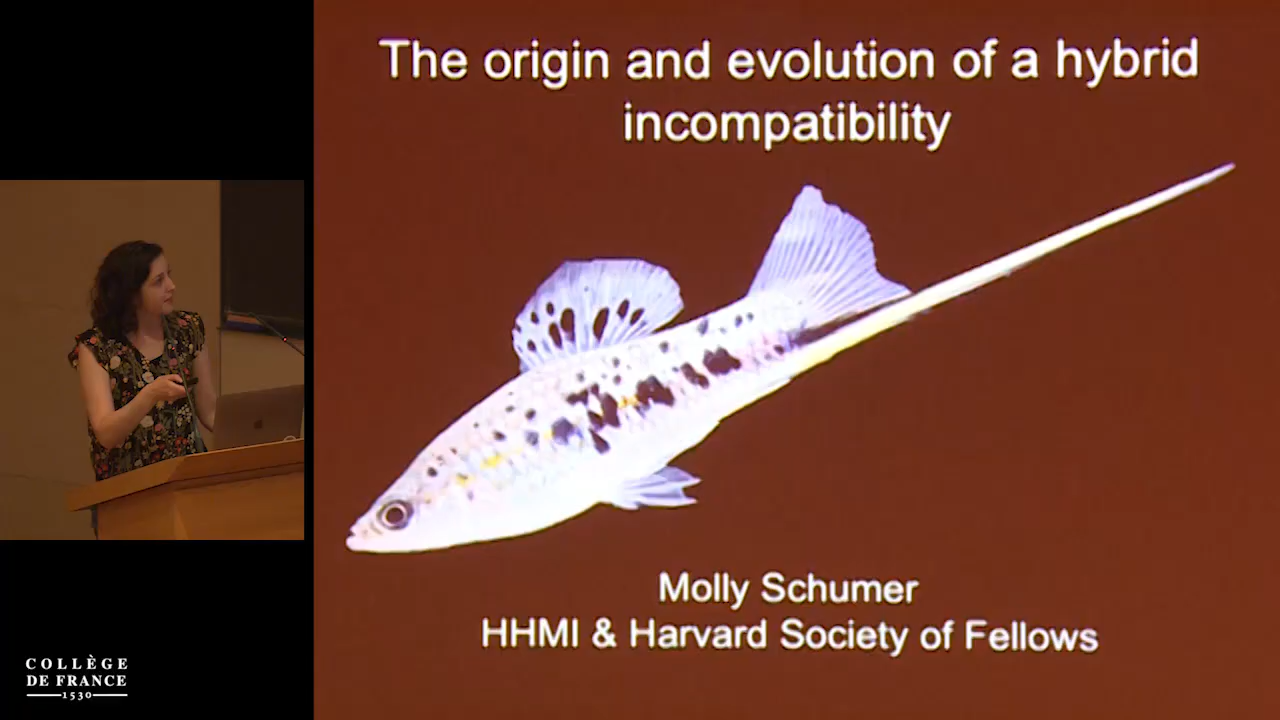 The origin and evolution of a hybrid
incompatibility
Molly Schumer
HHMI & Harvard Society of Fellows
COLLÈGE
DE FRANCE
1530